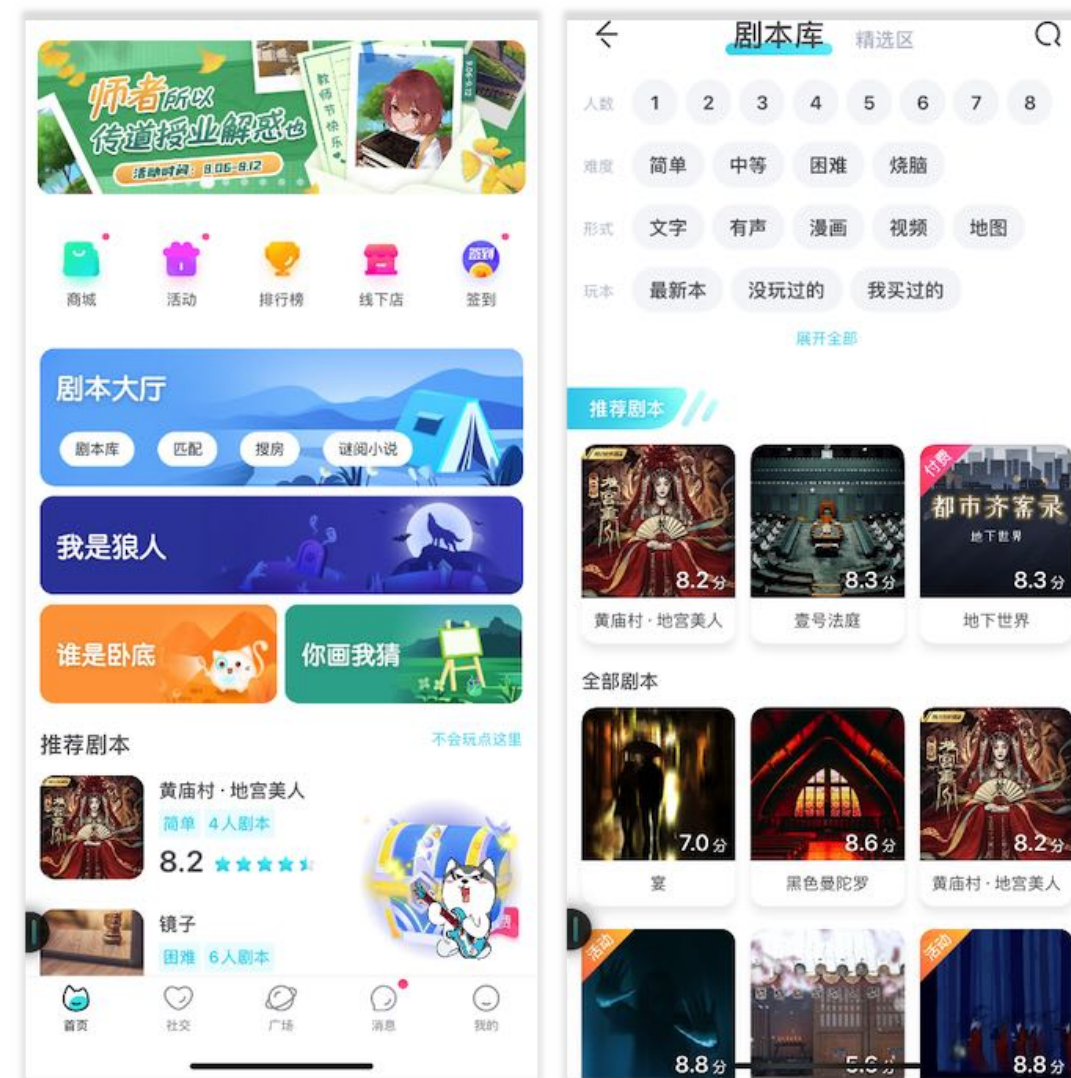 师者所以
传道授业解惑也
活动时间：9.06-9.12
教师节快乐
9.06-9.12
商城
活动
排行榜
线下店
签到
签到
剧本大厅
剧本库
匹配
搜房
谜阅小说
我是狼人
谁是卧底
你画我猜
推荐剧本
不会玩点这里
黄庙村·地宫美人
简单 4人剧本
8.2
镜子
困难 6人剧本
首页
社交
广场
消息
我的
剧本库 精选区
人数 1 2 3 4 5 6 7 8
难度 简单 中等 困难 烧脑
形式 文字 有声 漫画 视频 地图
玩本 最新本 没玩过的 我买过的
展开全部
推荐剧本
付费
都市齐案录
地下世界
8.2分 8.3分 8.3分
黄庙村·地宫美人 壹号法庭 地下世界
全部剧本
7.0分 8.6分 8.2分
宴 黑色曼陀罗 黄庙村·地宫美人
活动 活动
8.8分 5.6分 8.8分